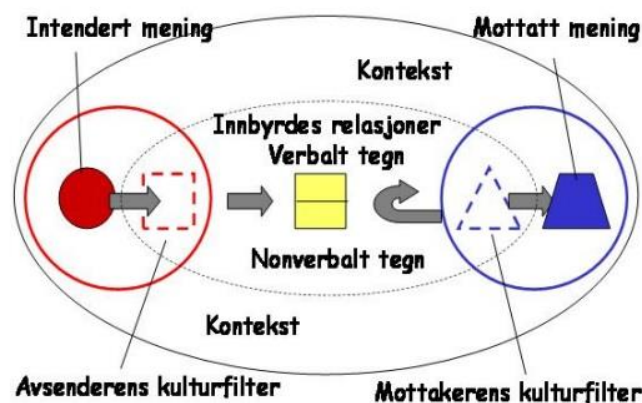 Intendert mening
Mottatt mening
Kontekst
Innbyrdes relasjoner
Verbalt tegn
Nonverbalt tegn
Kontekst
Avsenderens kulturfilter
Mottakerens kulturfilter